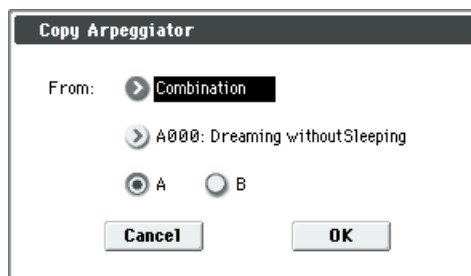 Copy Arpeggiator
From: Combination
A000: Dreaming withoutSleeping
A B
Cancel OK